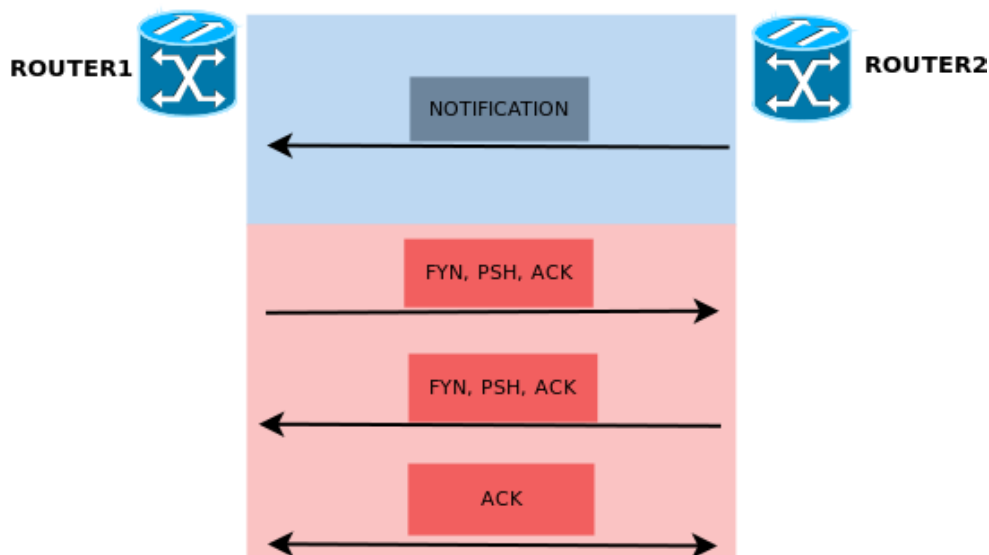 ROUTER1
ROUTER2
NOTIFICATION
FYN, PSH, ACK
FYN, PSH, ACK
ACK